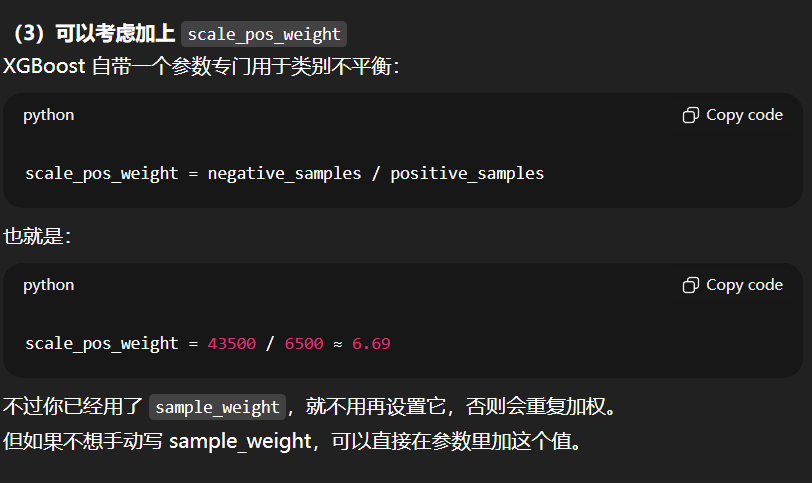 （3）可以考虑加上 scale_pos_weight
XGBoost 自带一个参数专门用于类别不平衡：
python
Copy code
scale_pos_weight = negative_samples / positive_samples
也就是：
python
Copy code
scale_pos_weight = 43500 / 6500 ≈ 6.69
不过你已经用了 sample_weight，就不用再设置它，否则会重复加权。
但如果不想手动写 sample_weight，可以直接在参数里加这个值。